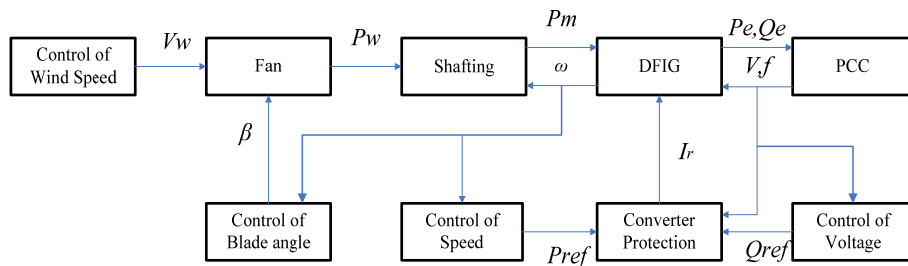 Control of
Wind Speed
Vw
Fan
Pw
Shafting
Pm
ω
DFIG
Pe,Qe
V,f
PCC
β
Ir
Control of
Blade angle
Control of
Speed
Pref
Converter
Protection
Qref
Control of
Voltage